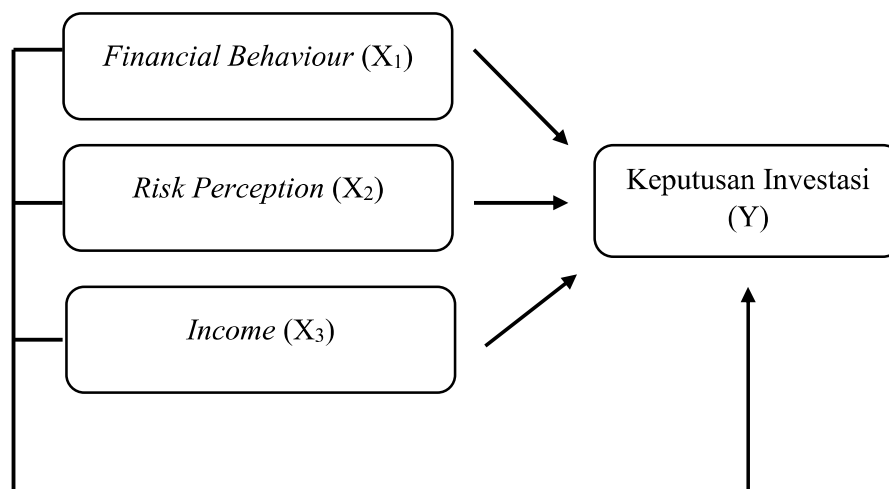 Financial Behaviour (X₁)
Risk Perception (X₂)
Keputusan Investasi
(Y)
Income (X₃)